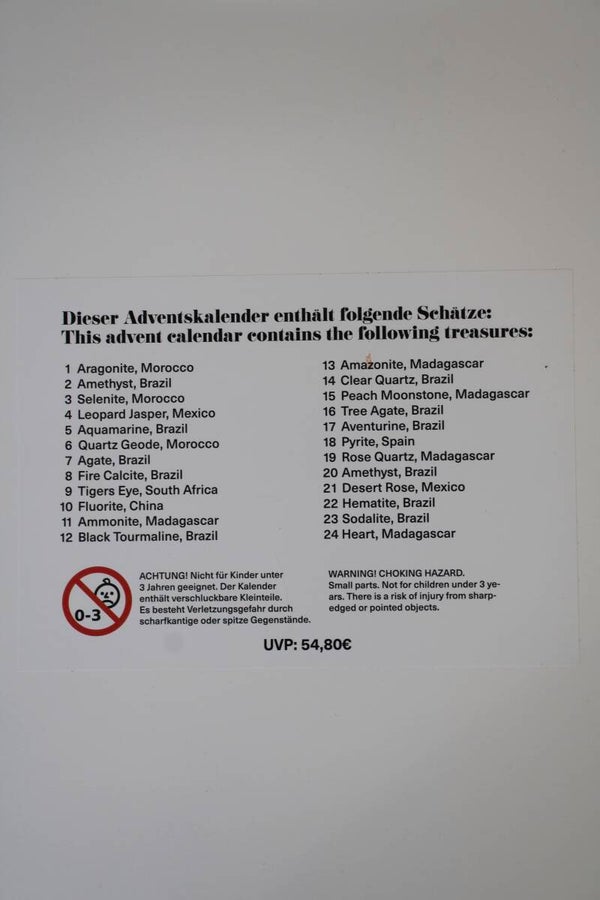 Dieser Adventskalender enthält folgende Schätze:
This advent calendar contains the following treasures:
1 Aragonite, Morocco
2 Amethyst, Brazil
3 Selenite, Morocco
4 Leopard Jasper, Mexico
5 Aquamarine, Brazil
6 Quartz Geode, Morocco
7 Agate, Brazil
8 Fire Calcite, Brazil
9 Tigers Eye, South Africa
10 Fluorite, China
11 Ammonite, Madagascar
12 Black Tourmaline, Brazil
13 Amazonite, Madagascar
14 Clear Quartz, Brazil
15 Peach Moonstone, Madagascar
16 Tree Agate, Brazil
17 Aventurine, Brazil
18 Pyrite, Spain
19 Rose Quartz, Madagascar
20 Amethyst, Brazil
21 Desert Rose, Mexico
22 Hematite, Brazil
23 Sodalite, Brazil
24 Heart, Madagascar
0-3
ACHTUNG! Nicht für Kinder unter
3 Jahren geeignet. Der Kalender
enthält verschluckbare Kleinteile.
Es besteht Verletzungsgefahr durch
scharfkantige oder spitze Gegenstände.
WARNING! CHOKING HAZARD.
Small parts. Not for children under 3 ye-
ars. There is a risk of injury from sharp-
edged or pointed objects.
UVP: 54,80€